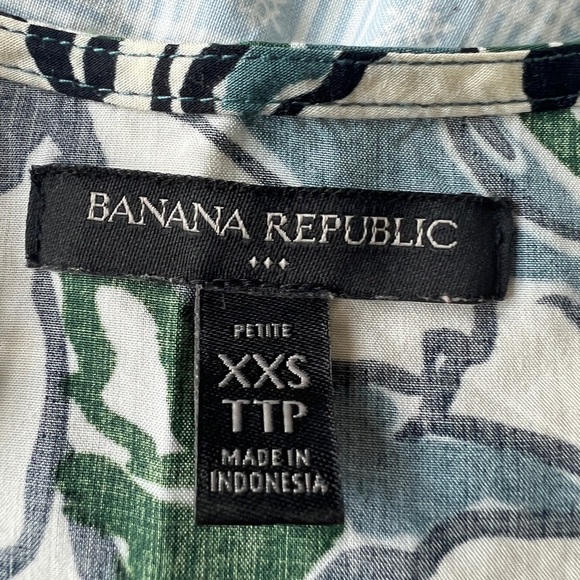 BANANA REPUBLIC
PETITE
XXS
TTP
MADE IN
INDONESIA